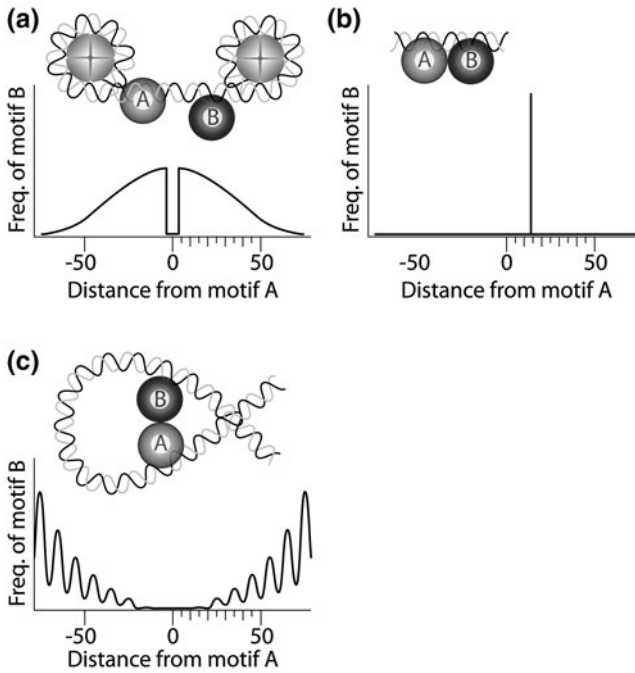 (a)
A
B
Freq. of motif B
-50 0 50
Distance from motif A
(b)
A B
Freq. of motif B
-50 0 50
Distance from motif A
(c)
B
A
Freq. of motif B
-50 0 50
Distance from motif A